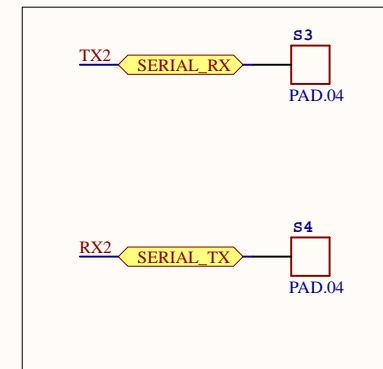 S3
TX2 SERIAL_RX
PAD.04
S4
RX2 SERIAL_TX
PAD.04